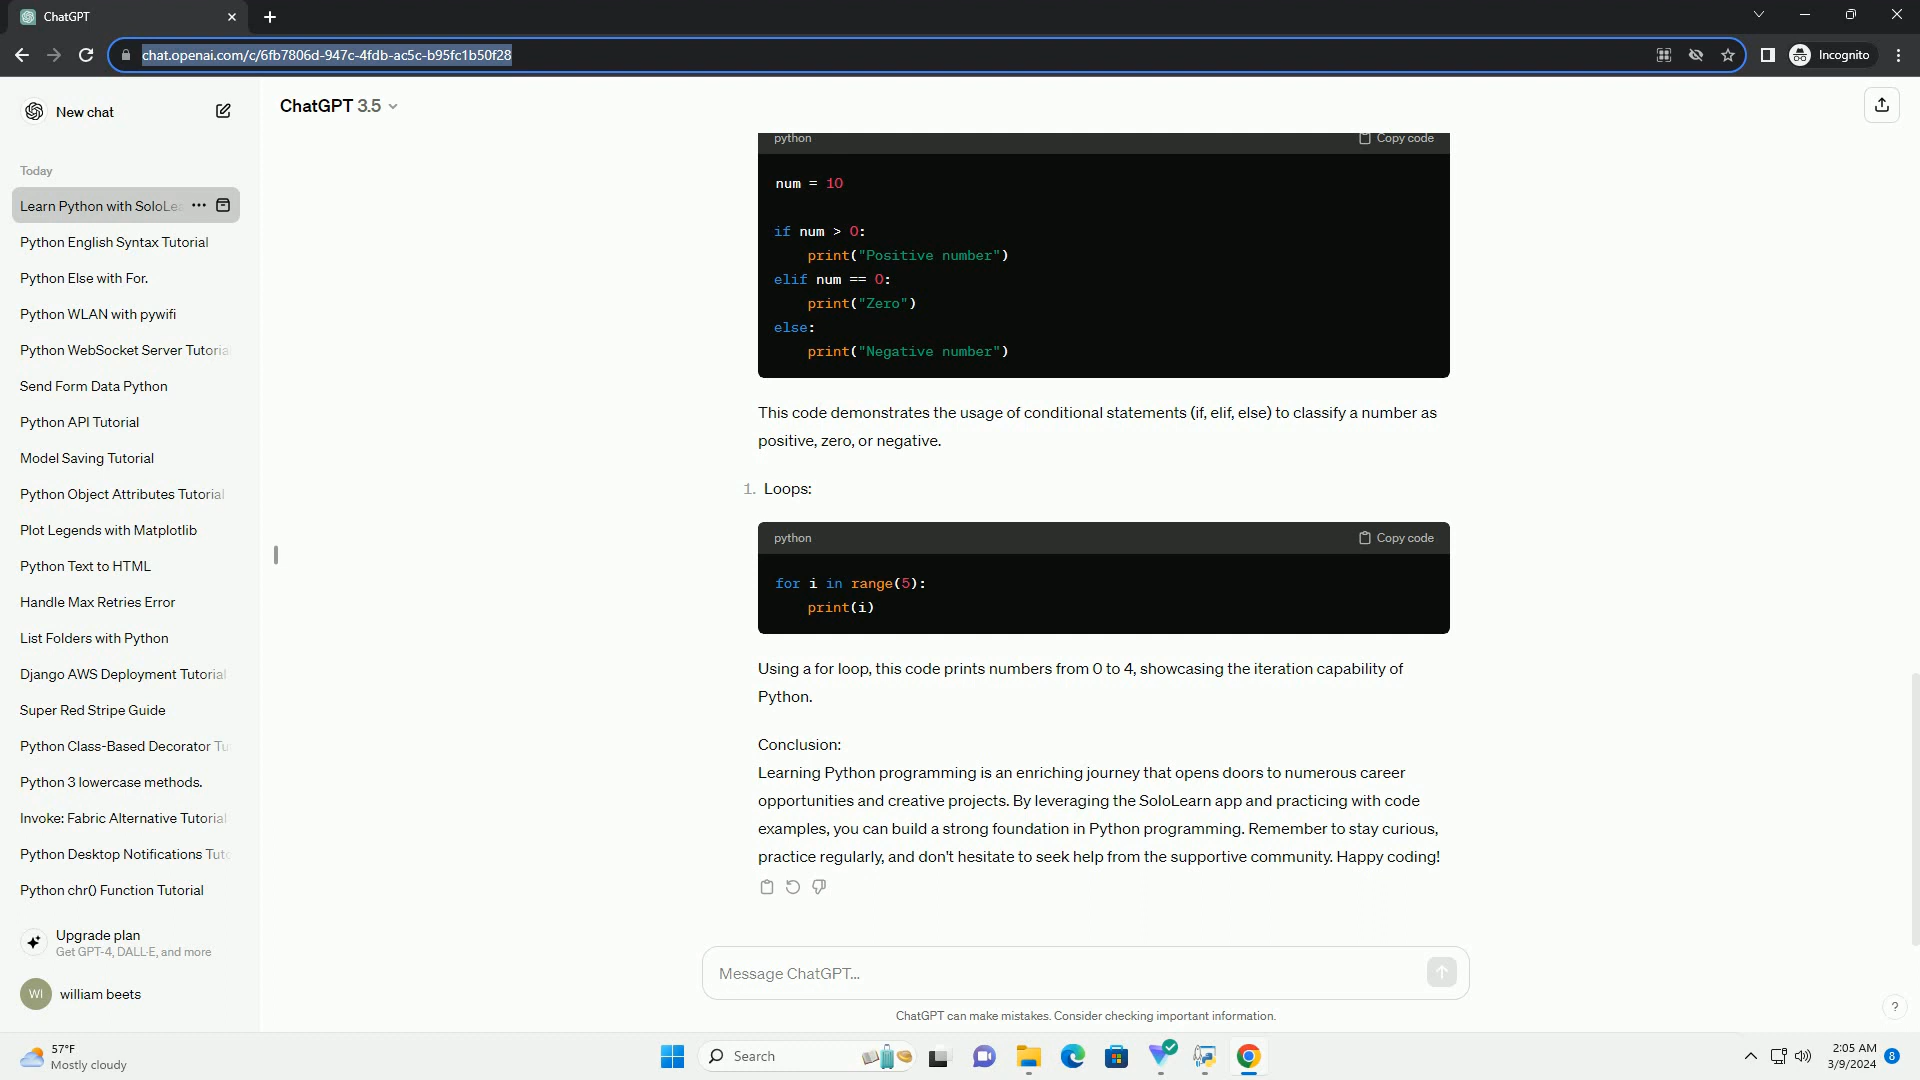 ChatGPT
chat.openai.com/c/6fb7806d-947c-4fdb-ac5c-b95fc1b50f28
Incognito
New chat
ChatGPT 3.5
Today
Learn Python with SoloLea
Python English Syntax Tutorial
Python Else with For.
Python WLAN with pywifi
Python WebSocket Server Tutoria
Send Form Data Python
Python API Tutorial
Model Saving Tutorial
Python Object Attributes Tutorial
Plot Legends with Matplotlib
Python Text to HTML
Handle Max Retries Error
List Folders with Python
Django AWS Deployment Tutorial
Super Red Stripe Guide
Python Class-Based Decorator Tu
Python 3 lowercase methods.
Invoke: Fabric Alternative Tutorial
Python Desktop Notifications Tuto
Python chr() Function Tutorial
Upgrade plan
Get GPT-4, DALL·E, and more
WI
william beets
python
Copy code
num = 10
if num > 0:
print("Positive number")
elif num == 0:
print("Zero")
else:
print("Negative number")
This code demonstrates the usage of conditional statements (if, elif, else) to classify a number as
positive, zero, or negative.
1. Loops:
python
Copy code
for i in range(5):
print(i)
Using a for loop, this code prints numbers from 0 to 4, showcasing the iteration capability of
Python.
Conclusion:
Learning Python programming is an enriching journey that opens doors to numerous career
opportunities and creative projects. By leveraging the SoloLearn app and practicing with code
examples, you can build a strong foundation in Python programming. Remember to stay curious,
practice regularly, and don't hesitate to seek help from the supportive community. Happy coding!
Message ChatGPT...
ChatGPT can make mistakes. Consider checking important information.
?
57°F
Mostly cloudy
Search
2:05 AM
3/9/2024
8